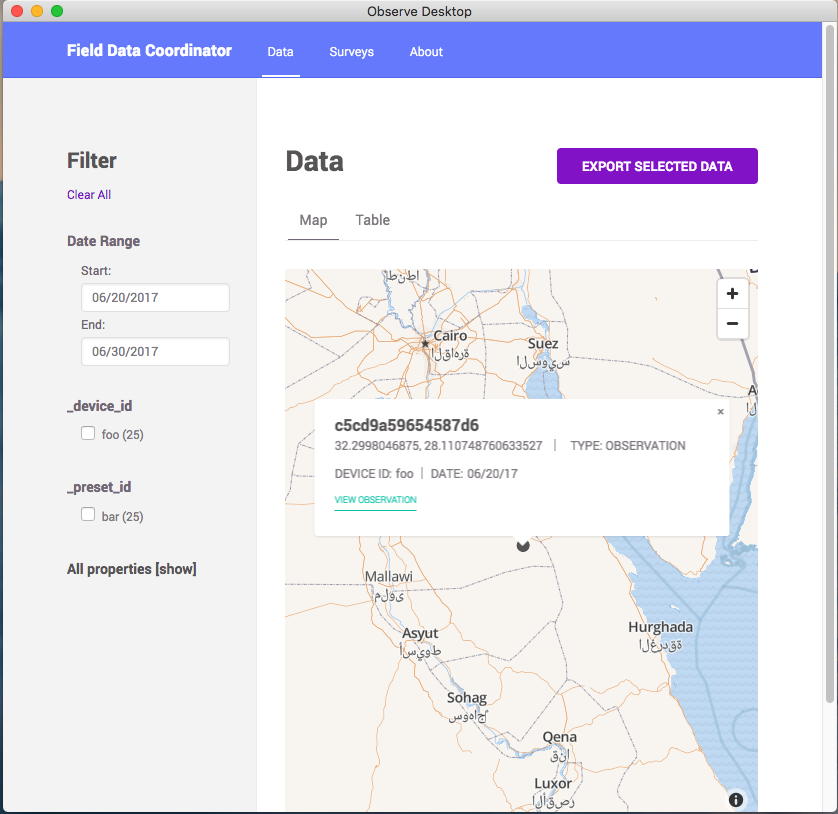 Observe Desktop
Field Data Coordinator
Data
Surveys
About
Filter
Clear All
Date Range
Start:
06/20/2017
End:
06/30/2017
_device_id
foo (25)
_preset_id
bar (25)
All properties [show]
Data
EXPORT SELECTED DATA
Map
Table
+
−
Cairo
القاهرة
Suez
السويس
×
c5cd9a59654587d6
32.2998046875, 28.110748760633527 | TYPE: OBSERVATION
DEVICE ID: foo | DATE: 06/20/17
VIEW OBSERVATION
Mallawi
ملوى
Asyut
أسيوط
Hurghada
الغردقة
Sohag
سوهاج
Qena
قنا
Luxor
الأقصر